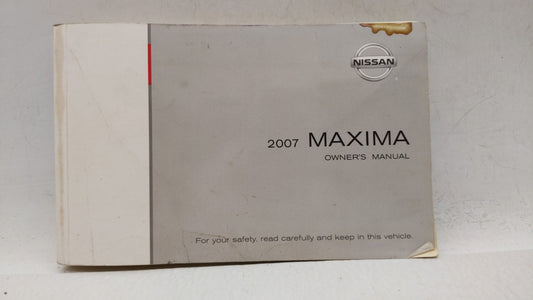 NISSAN
2007 MAXIMA
OWNER'S MANUAL
For your safety, read carefully and keep in this vehicle.